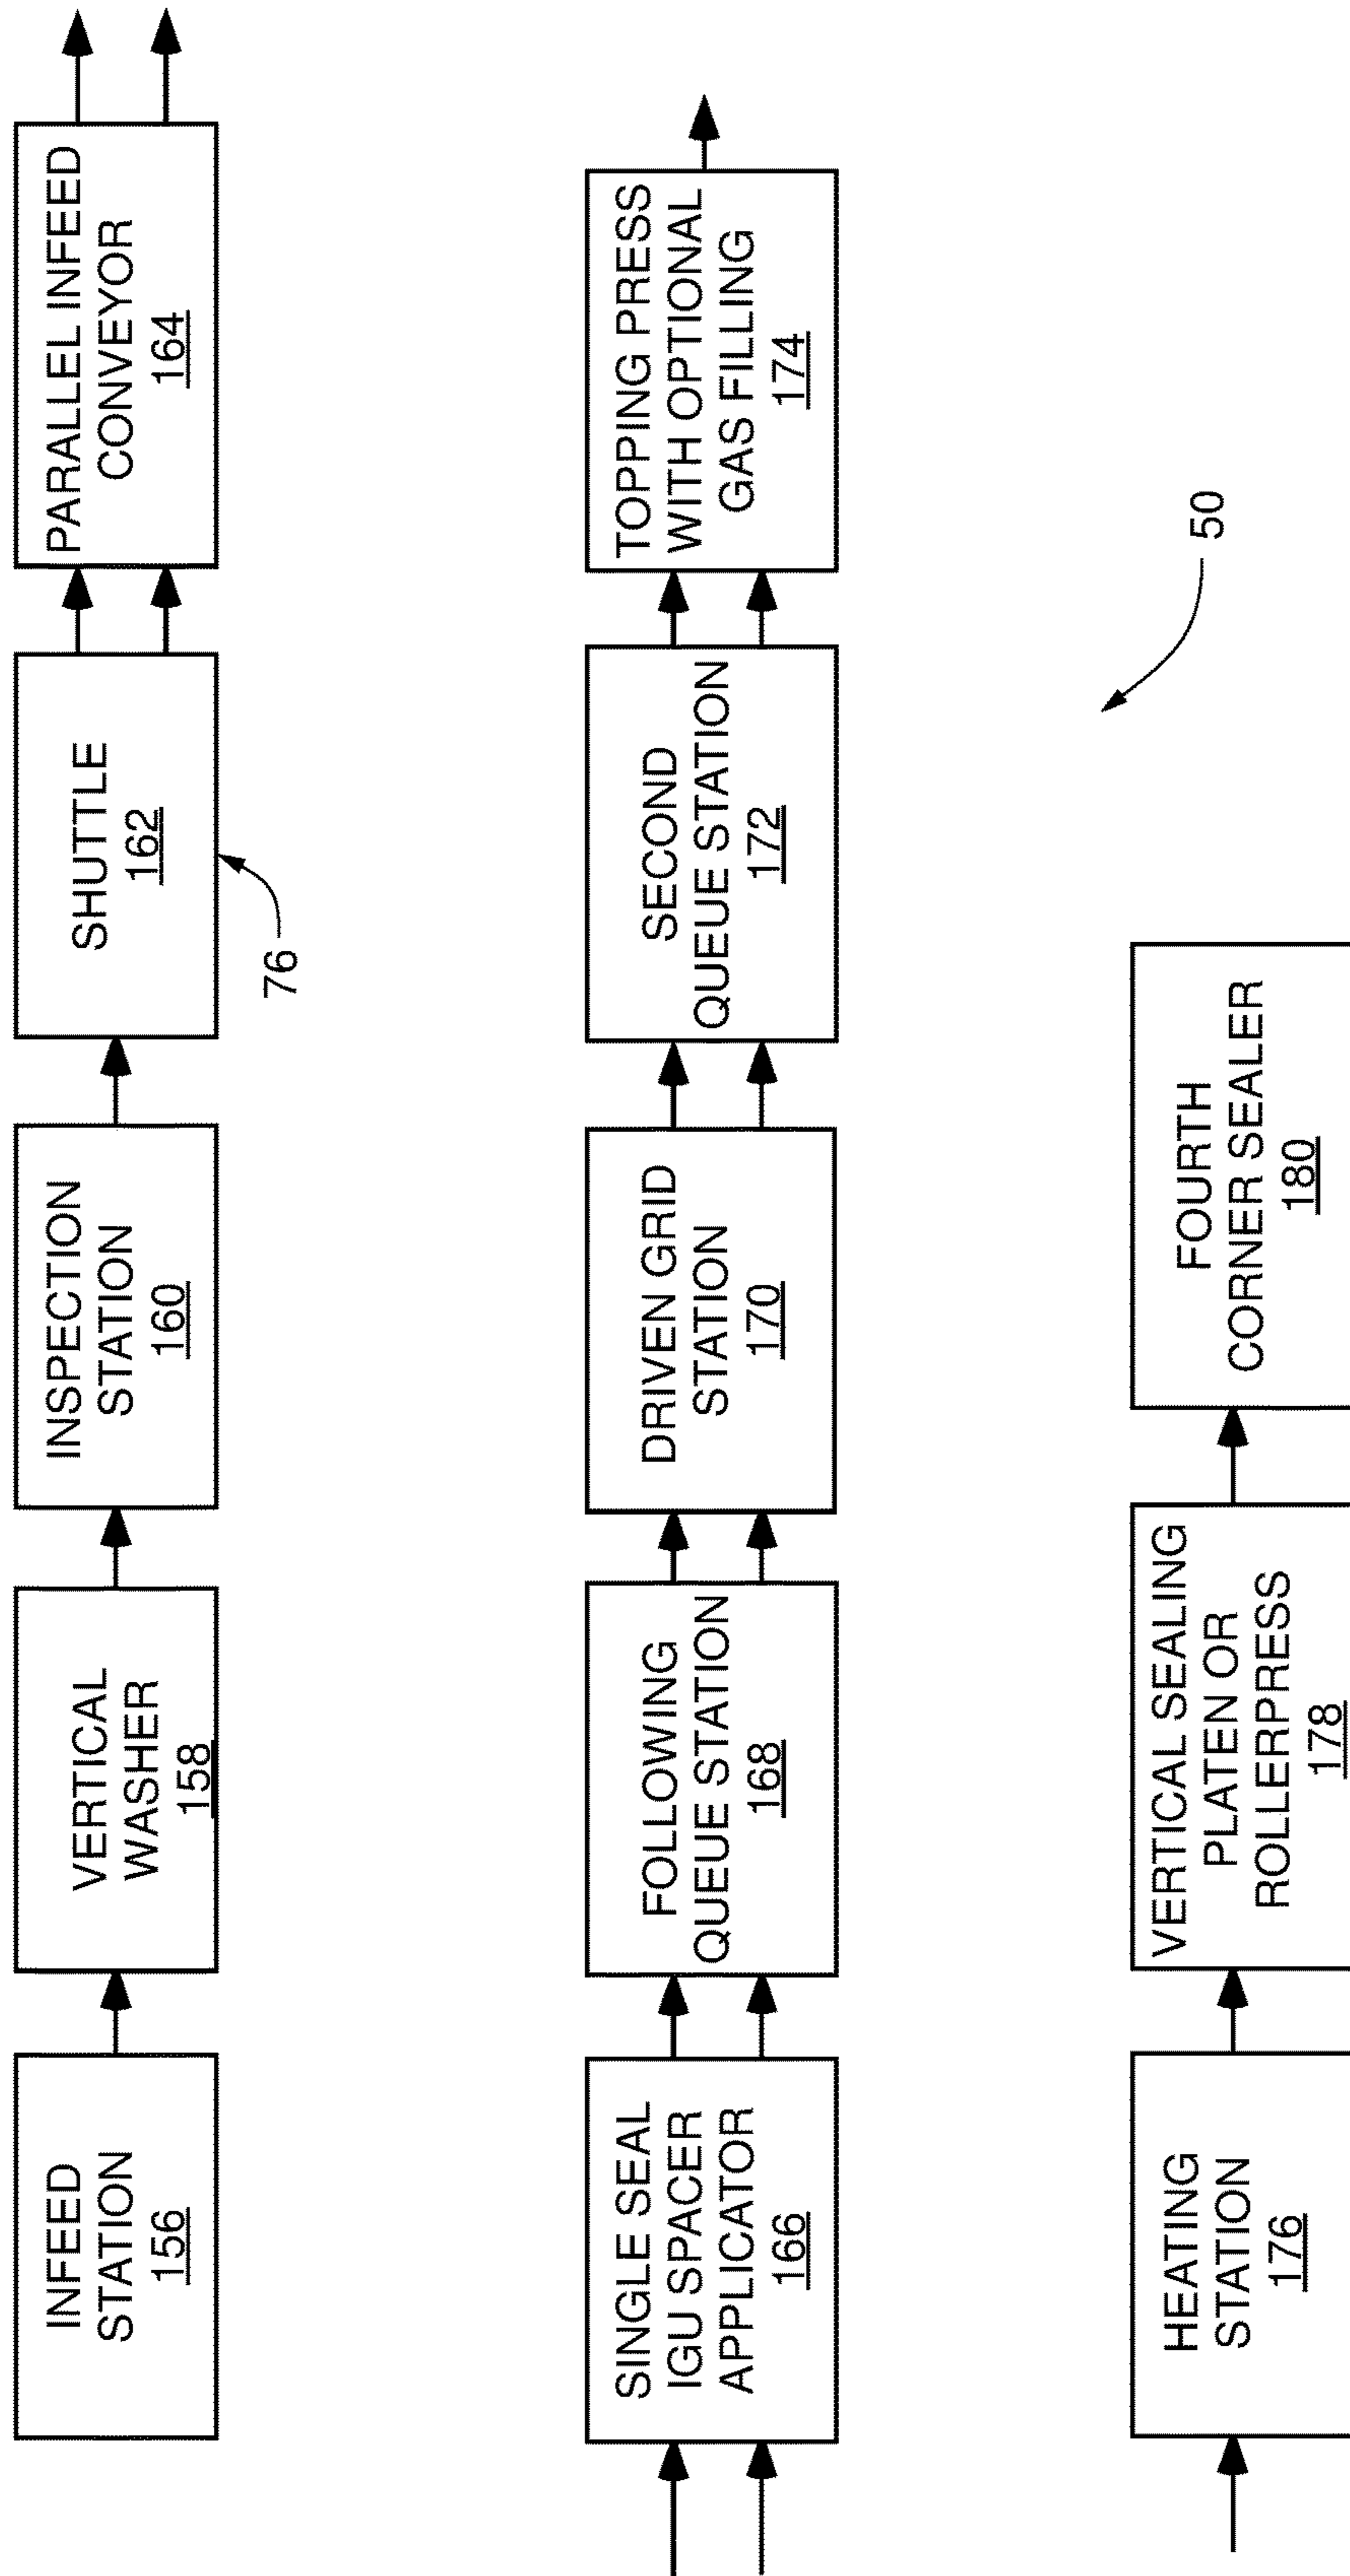 INFEED
STATION
156
VERTICAL
WASHER
158
INSPECTION
STATION
160
SHUTTLE
162
76
PARALLEL INFEED
CONVEYOR
164
SINGLE SEAL
IGU SPACER
APPLICATOR
166
FOLLOWING
QUEUE STATION
168
DRIVEN GRID
STATION
170
SECOND
QUEUE STATION
172
TOPPING PRESS
WITH OPTIONAL
GAS FILLING
174
HEATING
STATION
176
VERTICAL SEALING
PLATEN OR
ROLLERPRESS
178
FOURTH
CORNER SEALER
180
50